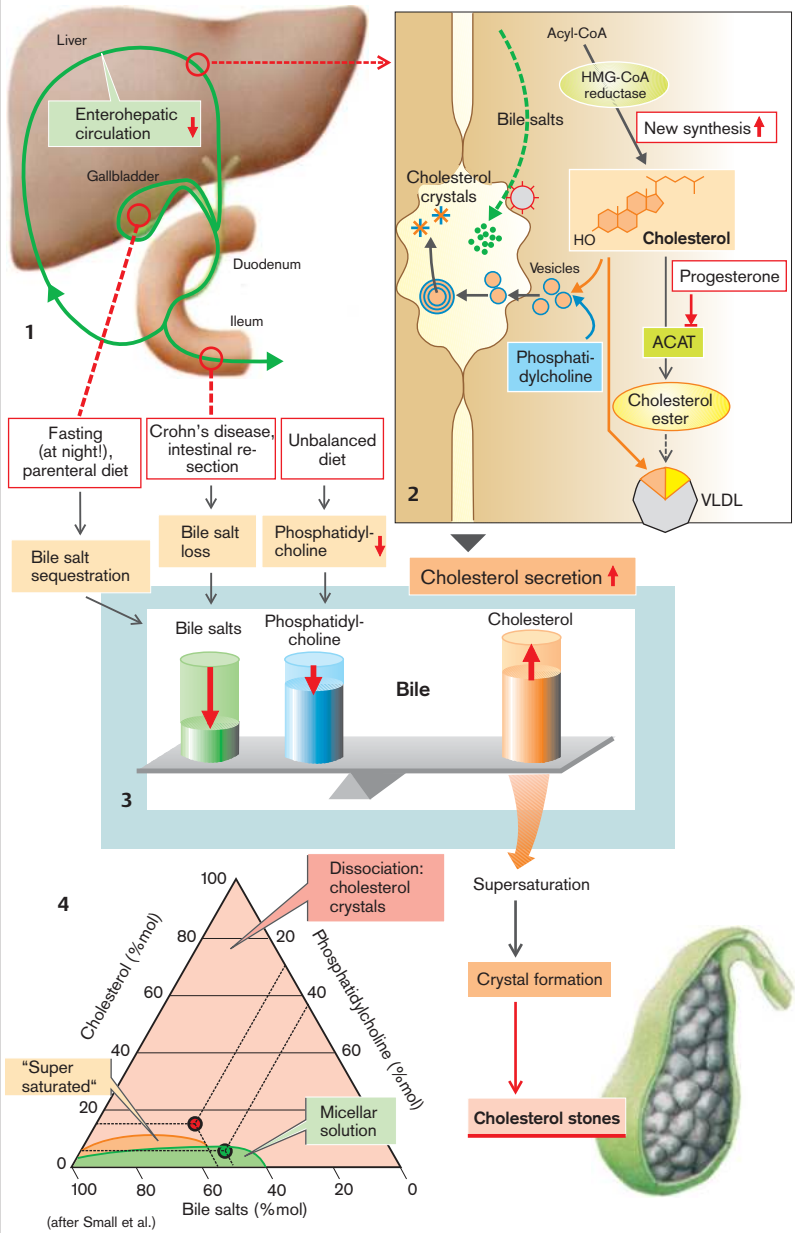 Liver
Enterohepatic
circulation
Gallbladder
Duodenum
Ileum
1
Acyl-CoA
HMG-CoA
reductase
Bile salts
New synthesis
Cholesterol
crystals
HO
Cholesterol
Vesicles
Progesterone
Phosphati-
dylcholine
ACAT
Cholesterol
ester
VLDL
2
Fasting
(at night!),
parenteral diet
Crohn’s disease,
intestinal re-
section
Unbalanced
diet
Bile salt
sequestration
Bile salt
loss
Phosphatidyl-
choline
Cholesterol secretion
Bile salts
Phosphatidyl-
choline
Cholesterol
Bile
3
4
Dissociation:
cholesterol
crystals
100
80
60
40
20
0
Cholesterol (%mol)
20
40
60
Phosphatidylcholine (%mol)
“Super
saturated“
Micellar
solution
100
80
60
40
20
0
Bile salts (%mol)
(after Small et al.)
Supersaturation
Crystal formation
Cholesterol stones